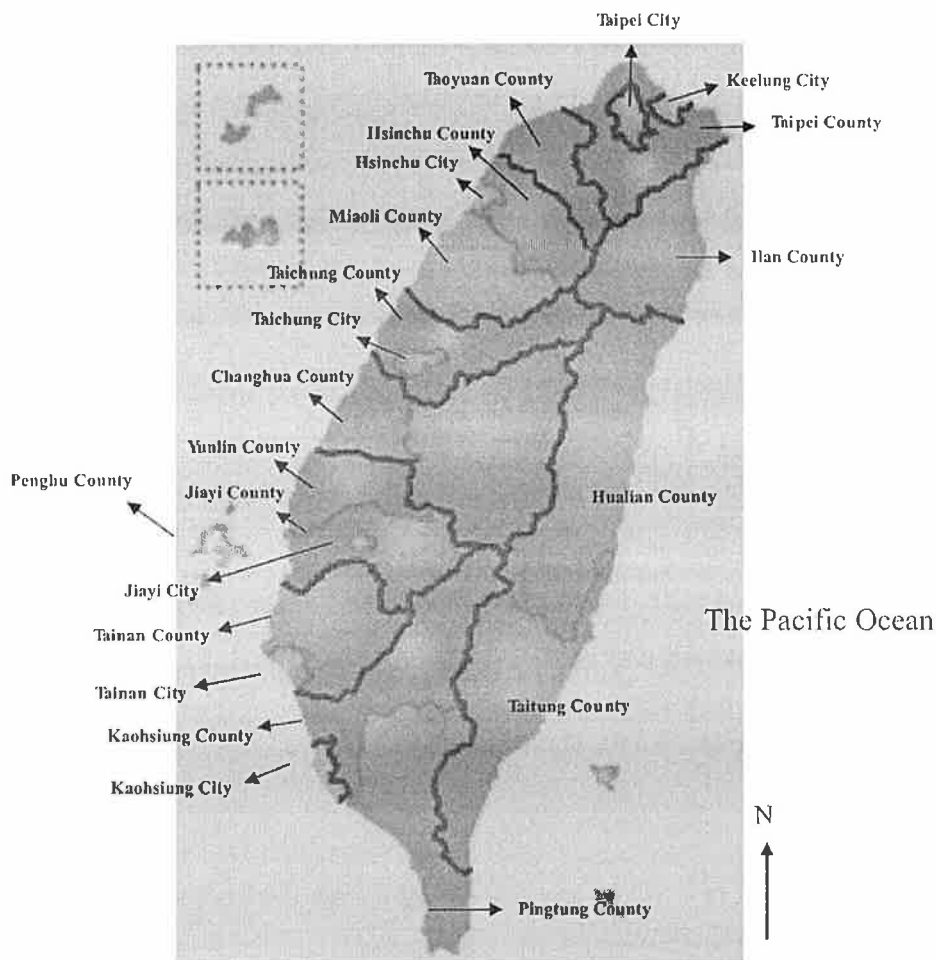 Taipei City
Taoyuan County
Keelung City
Taipei County
Hsinchu County
Hsinchu City
Miaoli County
Ilan County
Taichung County
Taichung City
Changhua County
Yunlin County
Penghu County
Jiayi County
Hualian County
Jiayi City
The Pacific Ocean
Tainan County
Tainan City
Taitung County
Kaohsiung County
Kaohsiung City
N
Pingtung County